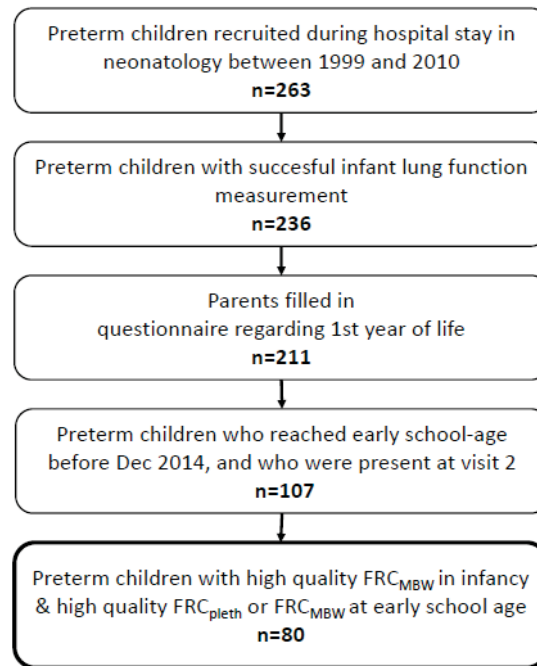 Preterm children recruited during hospital stay in
neonatology between 1999 and 2010
n=263
Preterm children with succesful infant lung function
measurement
n=236
Parents filled in
questionnaire regarding 1st year of life
n=211
Preterm children who reached early school-age
before Dec 2014, and who were present at visit 2
n=107
Preterm children with high quality FRCMBW in infancy
& high quality FRCpleth or FRCMBW at early school age
n=80